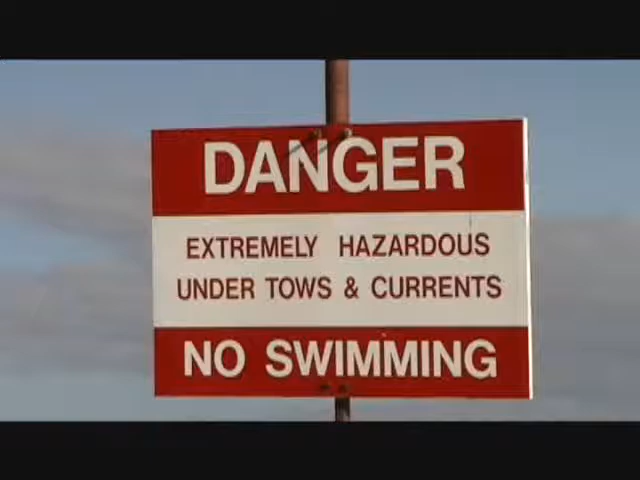 DANGER
EXTREMELY HAZARDOUS
UNDER TOWS & CURRENTS
NO SWIMMING